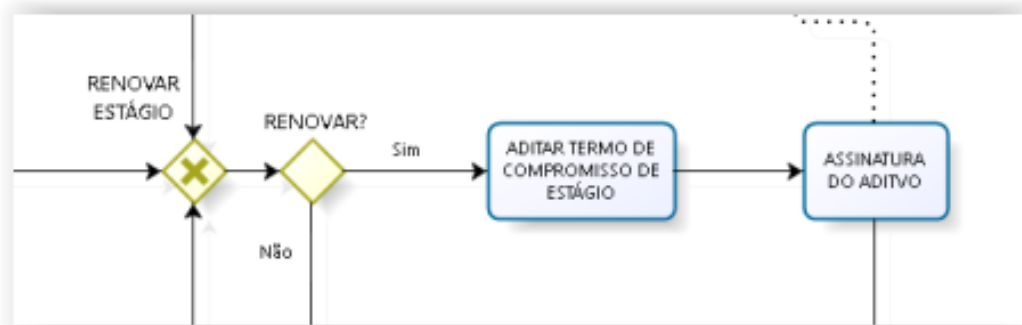 RENOVAR
ESTÁGIO
RENOVAR?
Sim
Não
ADITAR TERMO DE
COMPROMISSO DE
ESTÁGIO
ASSINATURA
DO ADITVO